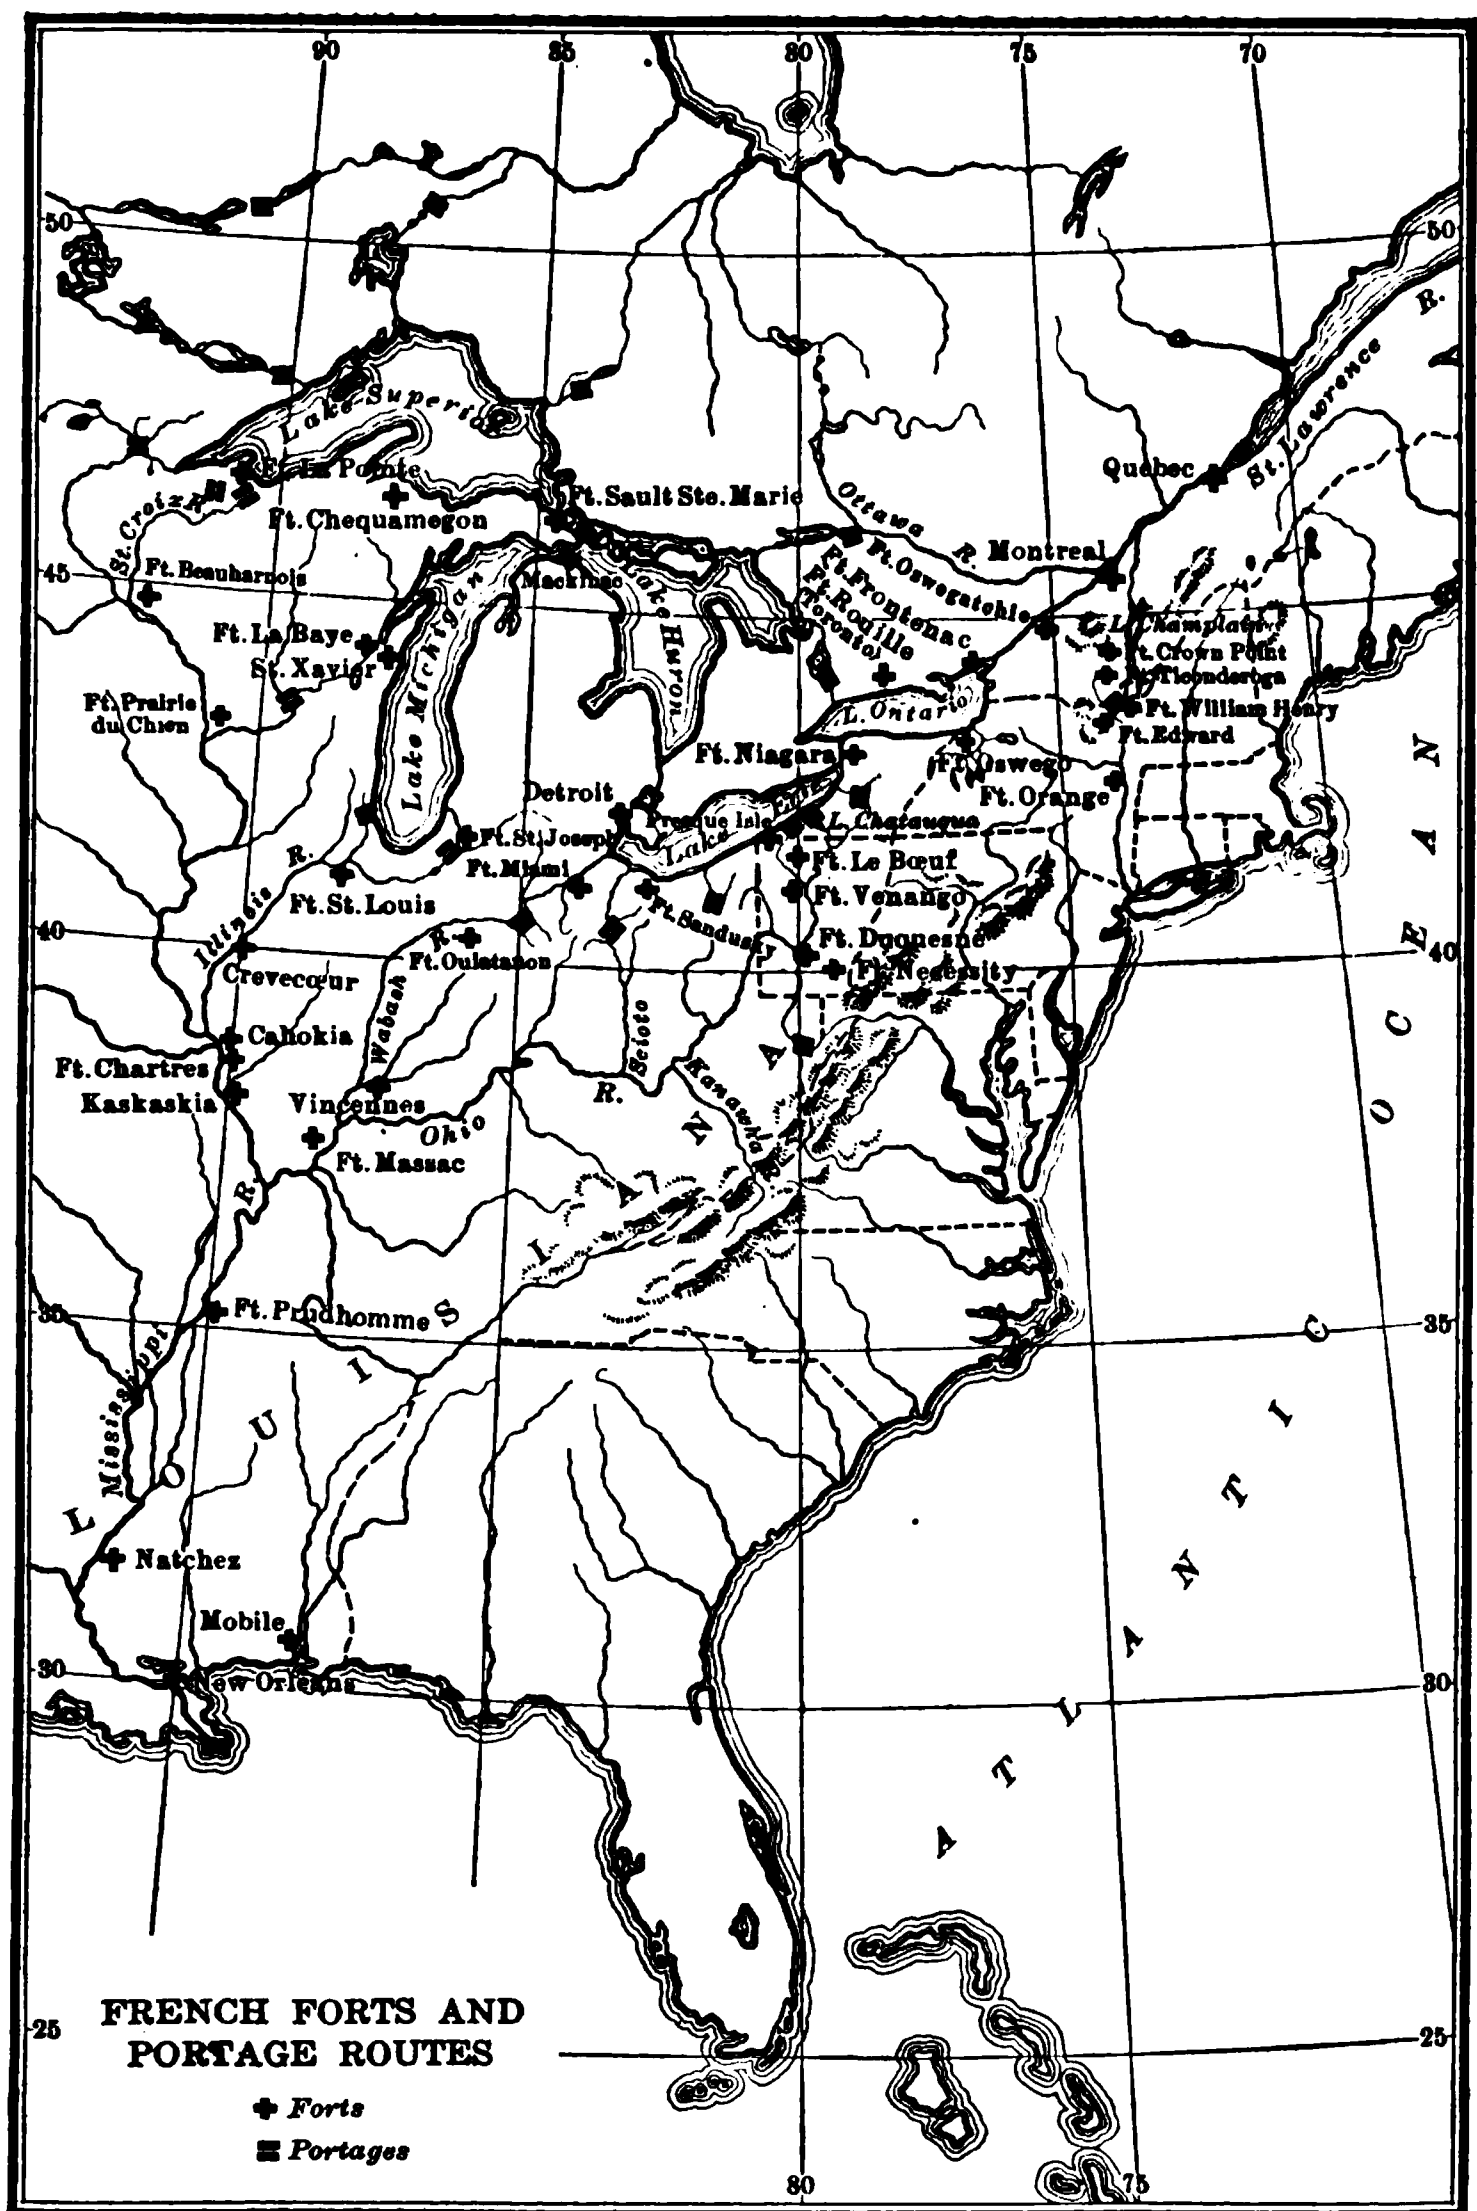 90 85 80 75 70
50
50
Lake Superior
Ft. La Pointe
Ft. Chequamegon
St. Croix R.
Ft. Sault Ste. Marie
Quebec
St. Lawrence R.
Ottawa R.
Montreal
45
Ft. Beauharnois
Mackinac
Lake Huron
Lake Michigan
Ft. Oswegatchie
Ft. Frontenac
Ft. Rouille
(Toronto)
L. Champlain
Ft. La Baye
St. Xavier
Ft. Crown Point
Ft. Ticonderoga
Ft. Prairie
du Chien
L. Ontario
Ft. William Henry
Ft. Edward
Ft. Niagara
Ft. Oswego
Ft. Orange
Detroit
Presque Isle
Lake Erie
L. Chatauqua
Ft. St. Joseph
Ft. Miami
Ft. Le Bœuf
Ft. Venango
Illinois R.
Ft. St. Louis
Ft. Sandusky
40
40
Ft. Duquesne
Ft. Necessity
Crevecœur
Wabash R.
Ft. Ouiatanon
Cahokia
Ft. Chartres
Kaskaskia
Vincennes
Scioto
Kanawha
Ohio R.
Ft. Massac
35
35
Ft. Prudhomme
Mississippi R.
LOUISIANA
Natchez
Mobile
30
30
New Orleans
ATLANTIC OCEAN
25
25
FRENCH FORTS AND
PORTAGE ROUTES
Forts
Portages
80 75